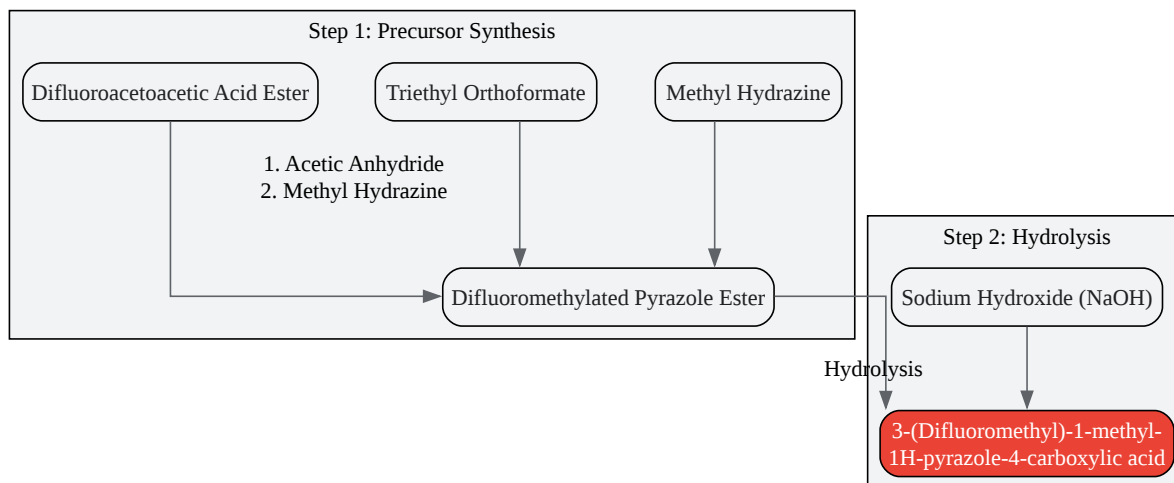 Step 1: Precursor Synthesis
Difluoroacetoacetic Acid Ester
Triethyl Orthoformate
Methyl Hydrazine
1. Acetic Anhydride
2. Methyl Hydrazine
Difluoromethylated Pyrazole Ester
Step 2: Hydrolysis
Sodium Hydroxide (NaOH)
Hydrolysis
3-(Difluoromethyl)-1-methyl-
1H-pyrazole-4-carboxylic acid